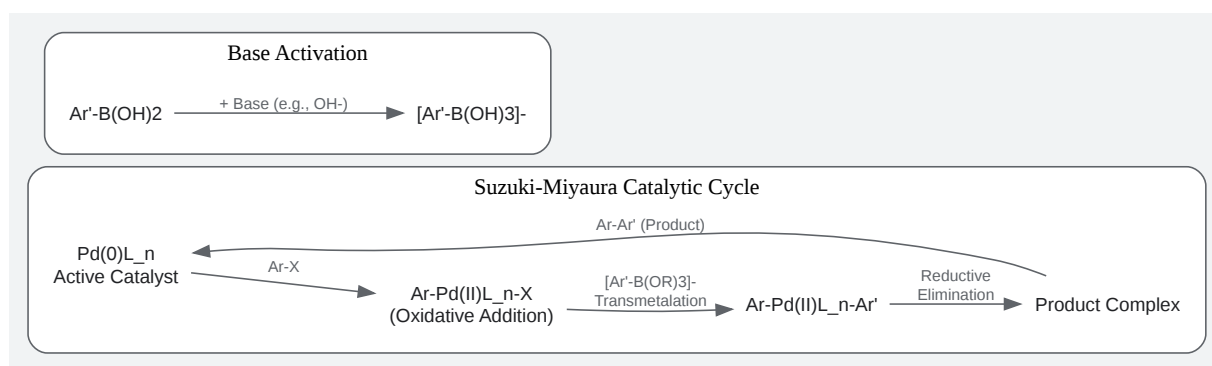 Base Activation
Ar'-B(OH)2
+ Base (e.g., OH-)
[Ar'-B(OH)3]-
Suzuki-Miyaura Catalytic Cycle
Ar-Ar' (Product)
Pd(0)L_n
Active Catalyst
Ar-X
Ar-Pd(II)L_n-X
(Oxidative Addition)
[Ar'-B(OR)3]-
Transmetalation
Ar-Pd(II)L_n-Ar'
Reductive
Elimination
Product Complex